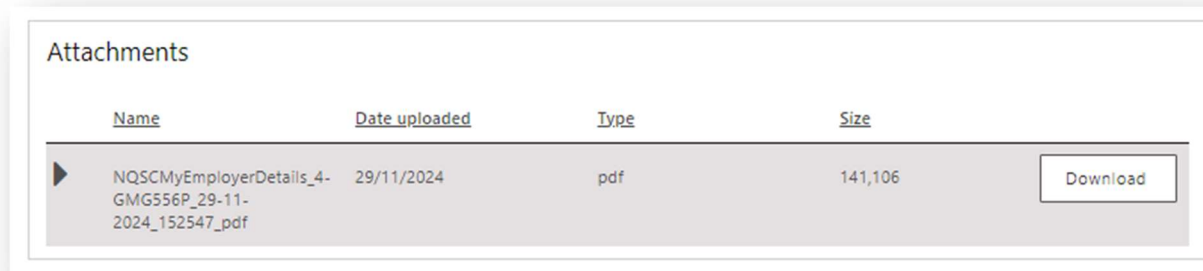 Attachments
Name Date uploaded Type Size
NQSCMyEmployerDetails_4- 29/11/2024 pdf 141,106 Download
GMG556P_29-11-
2024_152547_pdf